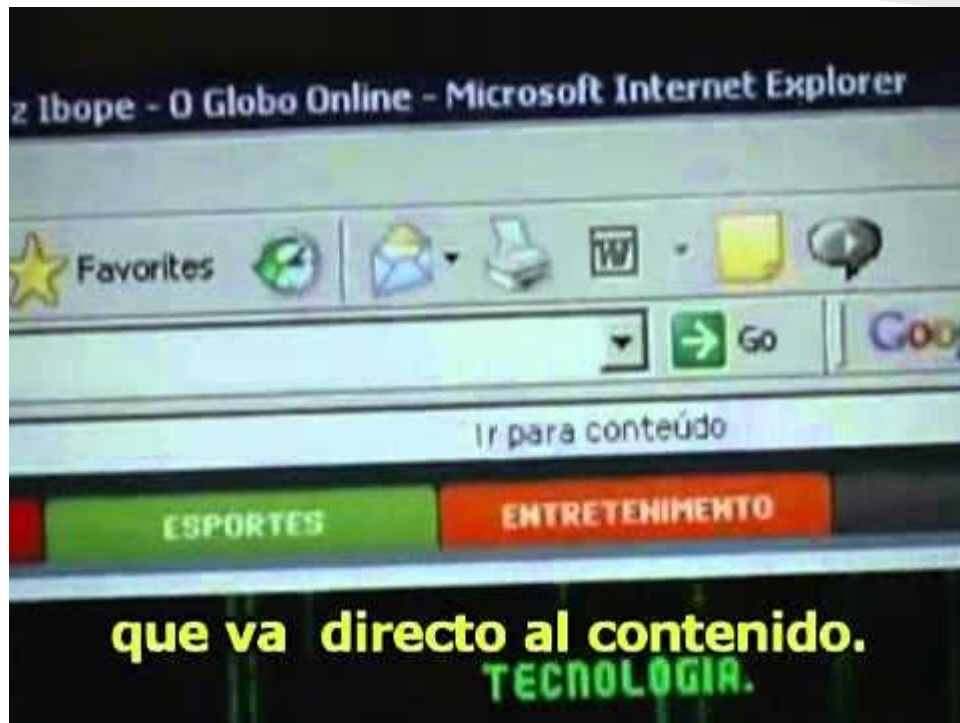 z Ibope - O Globo Online - Microsoft Internet Explorer
Favorites W
Go Goo
Ir para conteúdo
ESPORTES ENTRETENIMENTO
que va directo al contenido.
TECNOLOGIA.